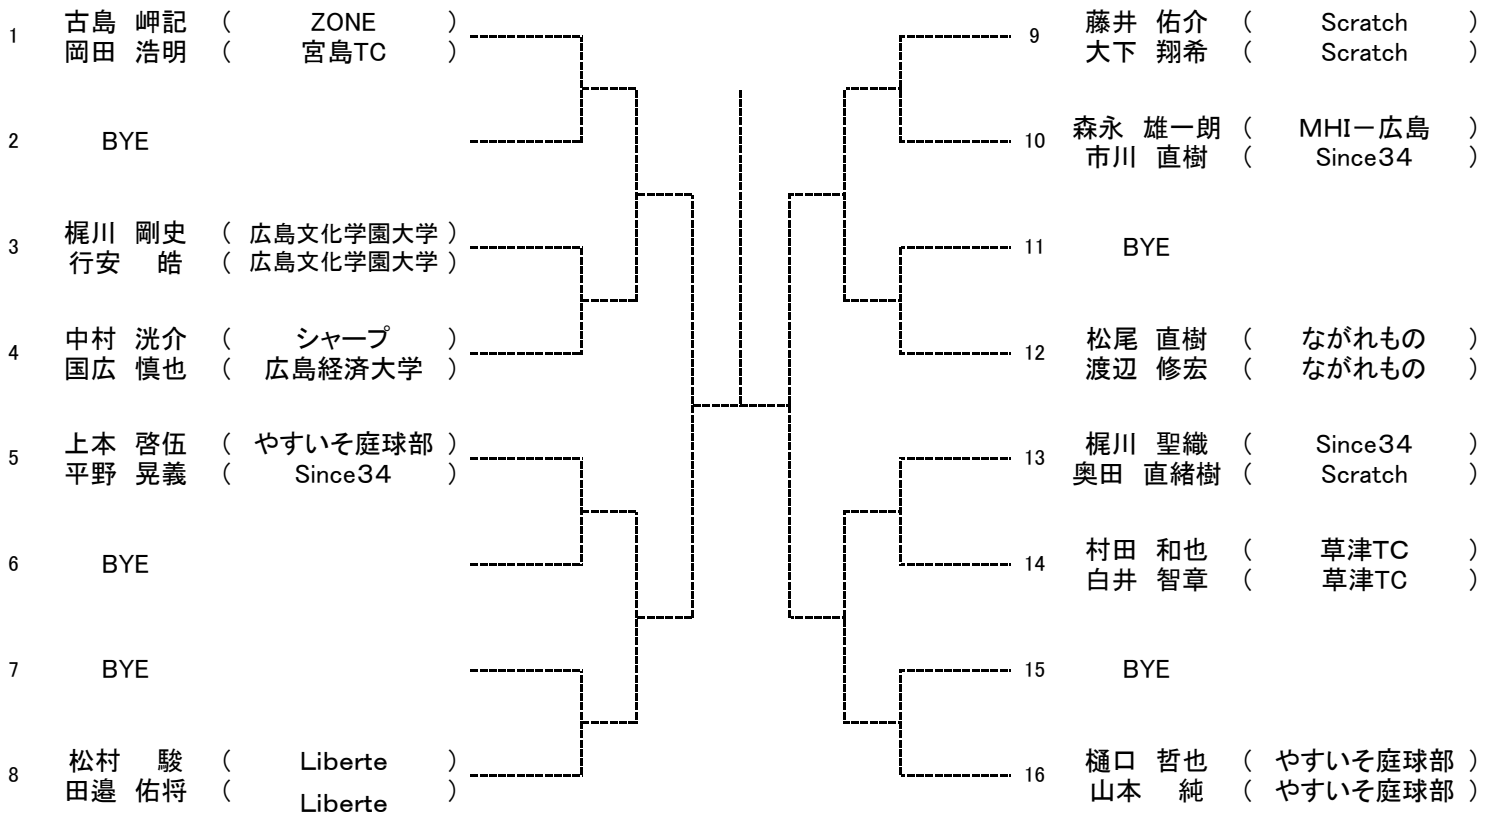 1 古島 岬記 ( ZONE )
岡田 浩明 ( 宮島TC )
2 BYE
3 梶川 剛史 ( 広島文化学園大学 )
行安 皓 ( 広島文化学園大学 )
4 中村 洸介 ( シャープ )
国広 慎也 ( 広島経済大学 )
5 上本 啓伍 ( やすいそ庭球部 )
平野 晃義 ( Since34 )
6 BYE
7 BYE
8 松村 駿 ( Liberte )
田邉 佑将 ( Liberte )
9 藤井 佑介 ( Scratch )
大下 翔希 ( Scratch )
10 森永 雄一朗 ( MHI－広島 )
市川 直樹 ( Since34 )
11 BYE
12 松尾 直樹 ( ながれもの )
渡辺 修宏 ( ながれもの )
13 梶川 聖織 ( Since34 )
奥田 直緒樹 ( Scratch )
14 村田 和也 ( 草津TC )
白井 智章 ( 草津TC )
15 BYE
16 樋口 哲也 ( やすいそ庭球部 )
山本 純 ( やすいそ庭球部 )